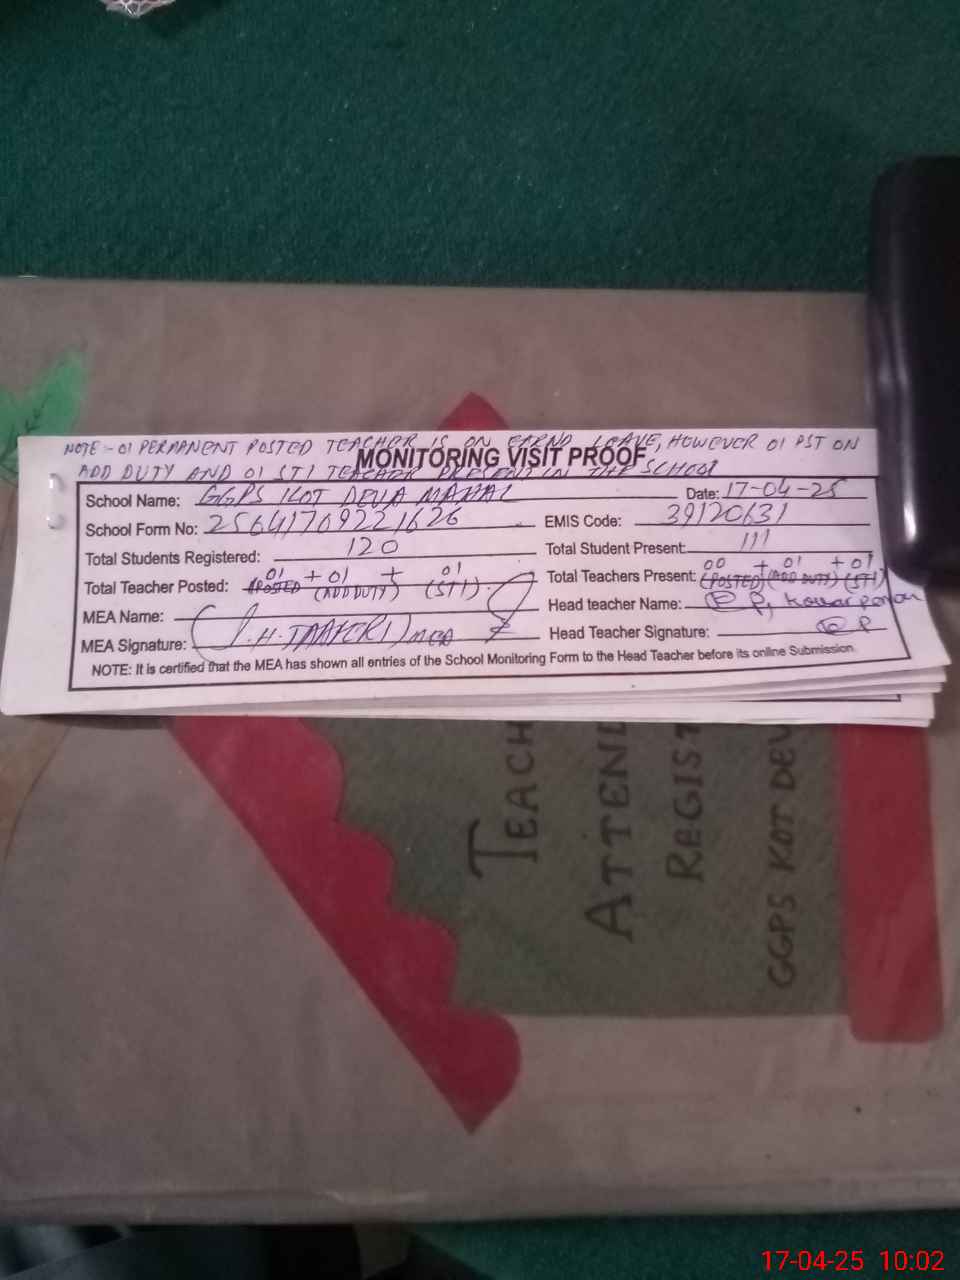 NOTE:- 01 PERMANENT POSTED TEACHER IS ON EARND LEAVE, HOWEVER 01 PST ON
ADD DUTY AND 01 STI TEACHER PRESENT IN THE SCHOOL
MONITORING VISIT PROOF
School Name: GGPS KOT DEVA MAHAL Date: 17-04-25
School Form No: 25641709221626 EMIS Code: 39120631
Total Students Registered: 120 Total Student Present: 111
Total Teacher Posted: 01 (POSTED) + 01 (ADD DUTY) + 01 (STI) Total Teachers Present: 00 (POSTED) + 01 (ADD DUTY) + 01 (STI)
MEA Name: Head teacher Name:
MEA Signature: MEA Head Teacher Signature:
NOTE: It is certified that the MEA has shown all entries of the School Monitoring Form to the Head Teacher before its online Submission.
TEACH
ATTEND
REGIST
GGPS KOT DEV
17-04-25 10:02